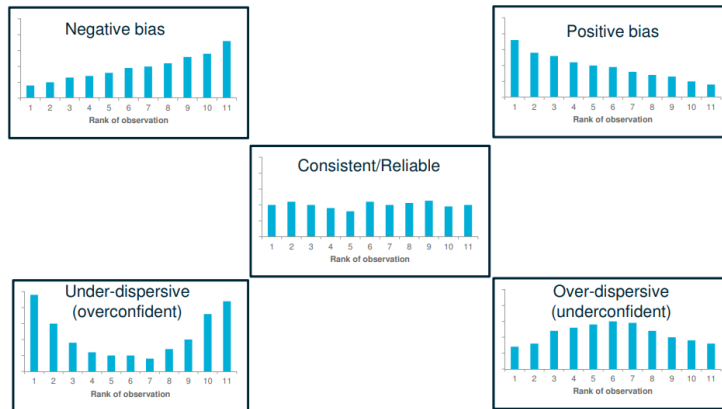 Negative bias
1 2 3 4 5 6 7 8 9 10 11
Rank of observation
Positive bias
1 2 3 4 5 6 7 8 9 10 11
Rank of observation
Consistent/Reliable
1 2 3 4 5 6 7 8 9 10 11
Rank of observation
Under-dispersive
(overconfident)
1 2 3 4 5 6 7 8 9 10 11
Rank of observation
Over-dispersive
(underconfident)
1 2 3 4 5 6 7 8 9 10 11
Rank of observation